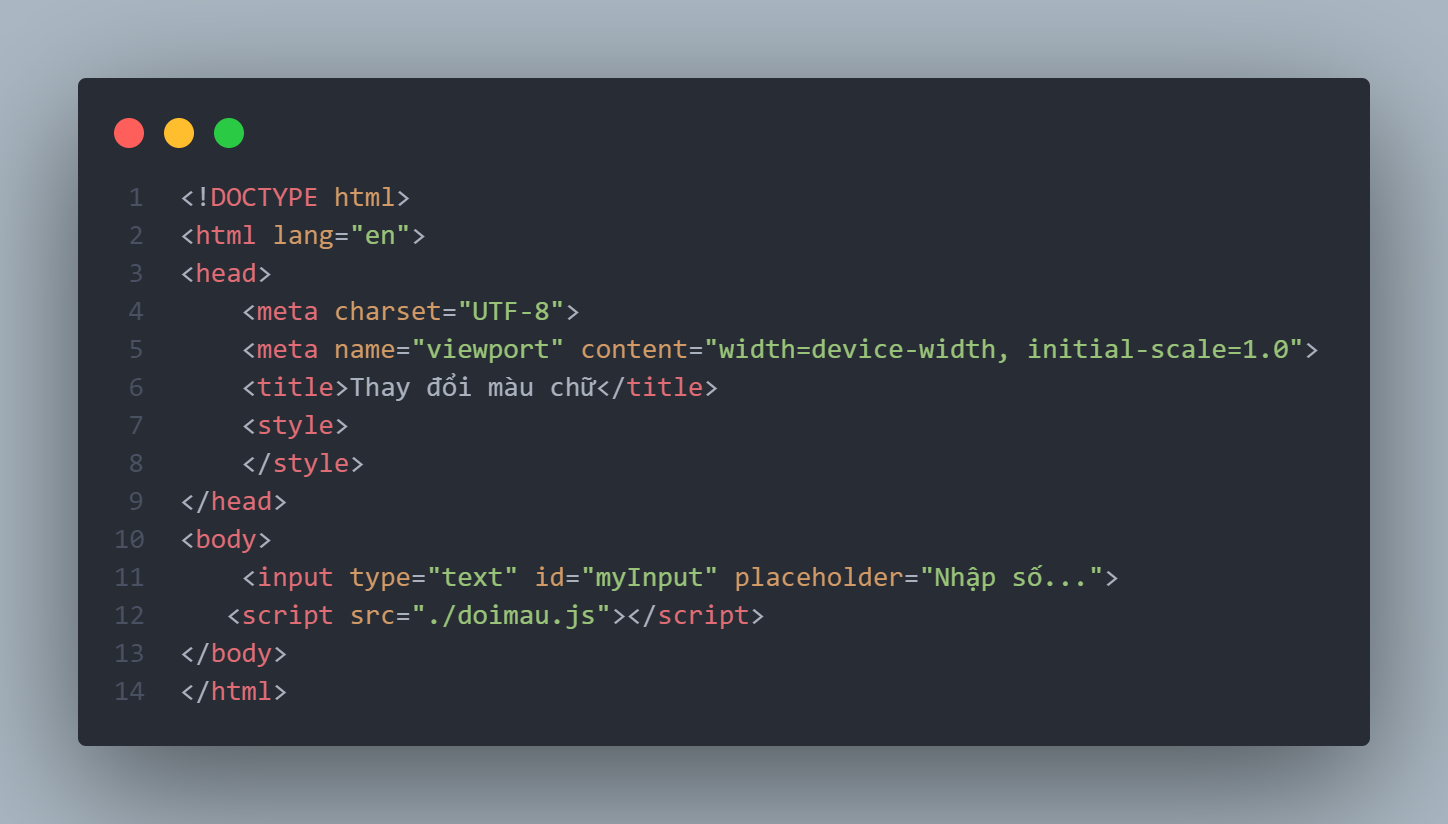 1 <!DOCTYPE html>
2 <html lang="en">
3 <head>
4     <meta charset="UTF-8">
5     <meta name="viewport" content="width=device-width, initial-scale=1.0">
6     <title>Thay đổi màu chữ</title>
7     <style>
8     </style>
9 </head>
10 <body>
11     <input type="text" id="myInput" placeholder="Nhập số...">
12    <script src="./doimau.js"></script>
13 </body>
14 </html>